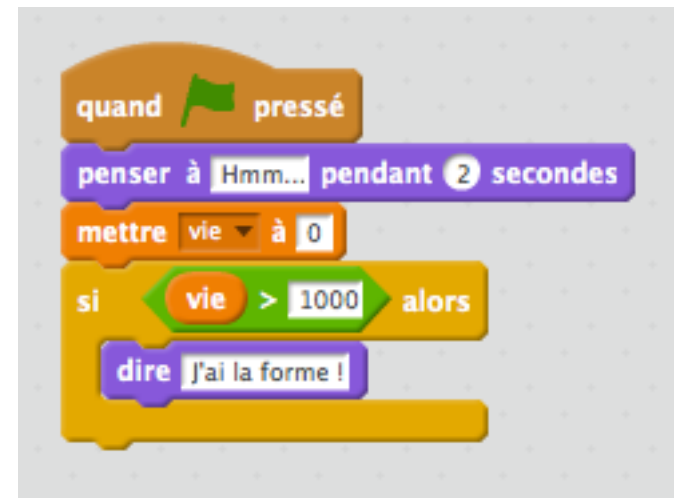 quand pressé
penser à Hmm... pendant 2 secondes
mettre vie à 0
si vie > 1000 alors
dire J'ai la forme !